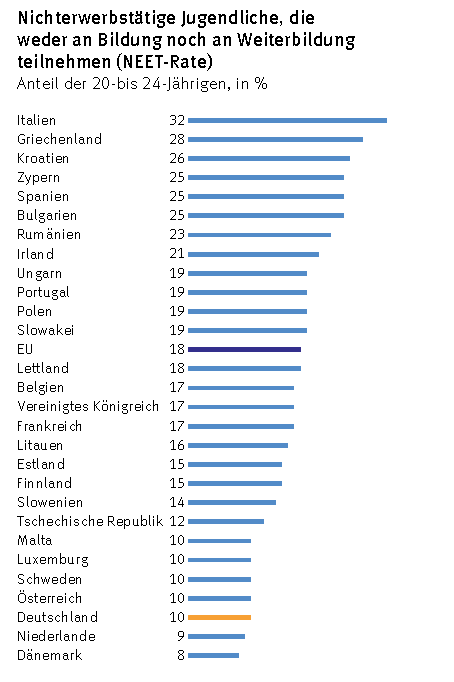 Nichterwerbstätige Jugendliche, die
weder an Bildung noch an Weiterbildung
teilnehmen (NEET-Rate)
Anteil der 20-bis 24-Jährigen, in %
Italien 32
Griechenland 28
Kroatien 26
Zypern 25
Spanien 25
Bulgarien 25
Rumänien 23
Irland 21
Ungarn 19
Portugal 19
Polen 19
Slowakei 19
EU 18
Lettland 18
Belgien 17
Vereinigtes Königreich 17
Frankreich 17
Litauen 16
Estland 15
Finnland 15
Slowenien 14
Tschechische Republik 12
Malta 10
Luxemburg 10
Schweden 10
Österreich 10
Deutschland 10
Niederlande 9
Dänemark 8